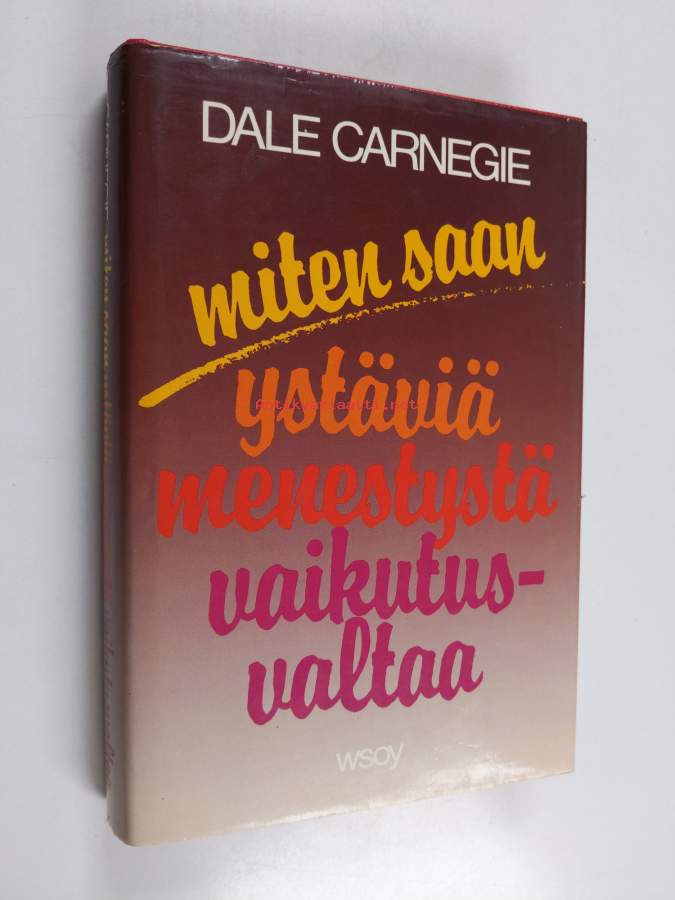 DALE CARNEGIE
miten saan
ystäviä
menestystä
vaikutus-
valtaa
wsoy